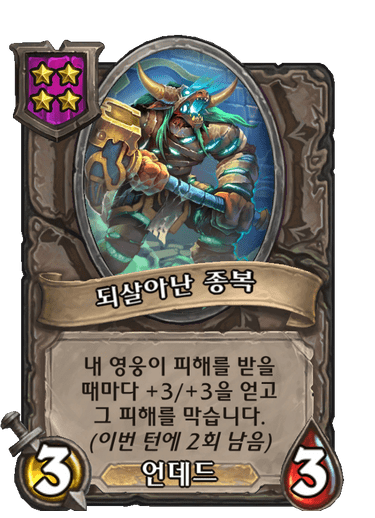 되살아난 종복
내 영웅이 피해를 받을
때마다 +3/+3을 얻고
그 피해를 막습니다.
(이번 턴에 2회 남음)
3
언데드
3